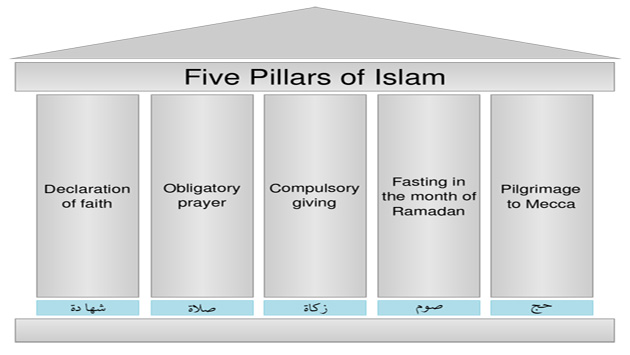 Five Pillars of Islam
Declaration
of faith
Obligatory
prayer
Compulsory
giving
Fasting in
the month of
Ramadan
Pilgrimage
to Mecca
شهادة
صلاة
زكاة
صوم
حج